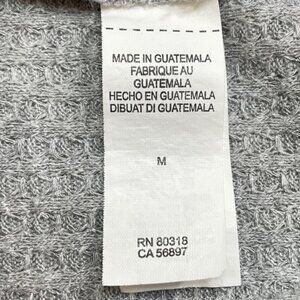 MADE IN GUATEMALA
FABRIQUE AU
GUATEMALA
HECHO EN GUATEMALA
DIBUAT DI GUATEMALA
M
RN 80318
CA 56897